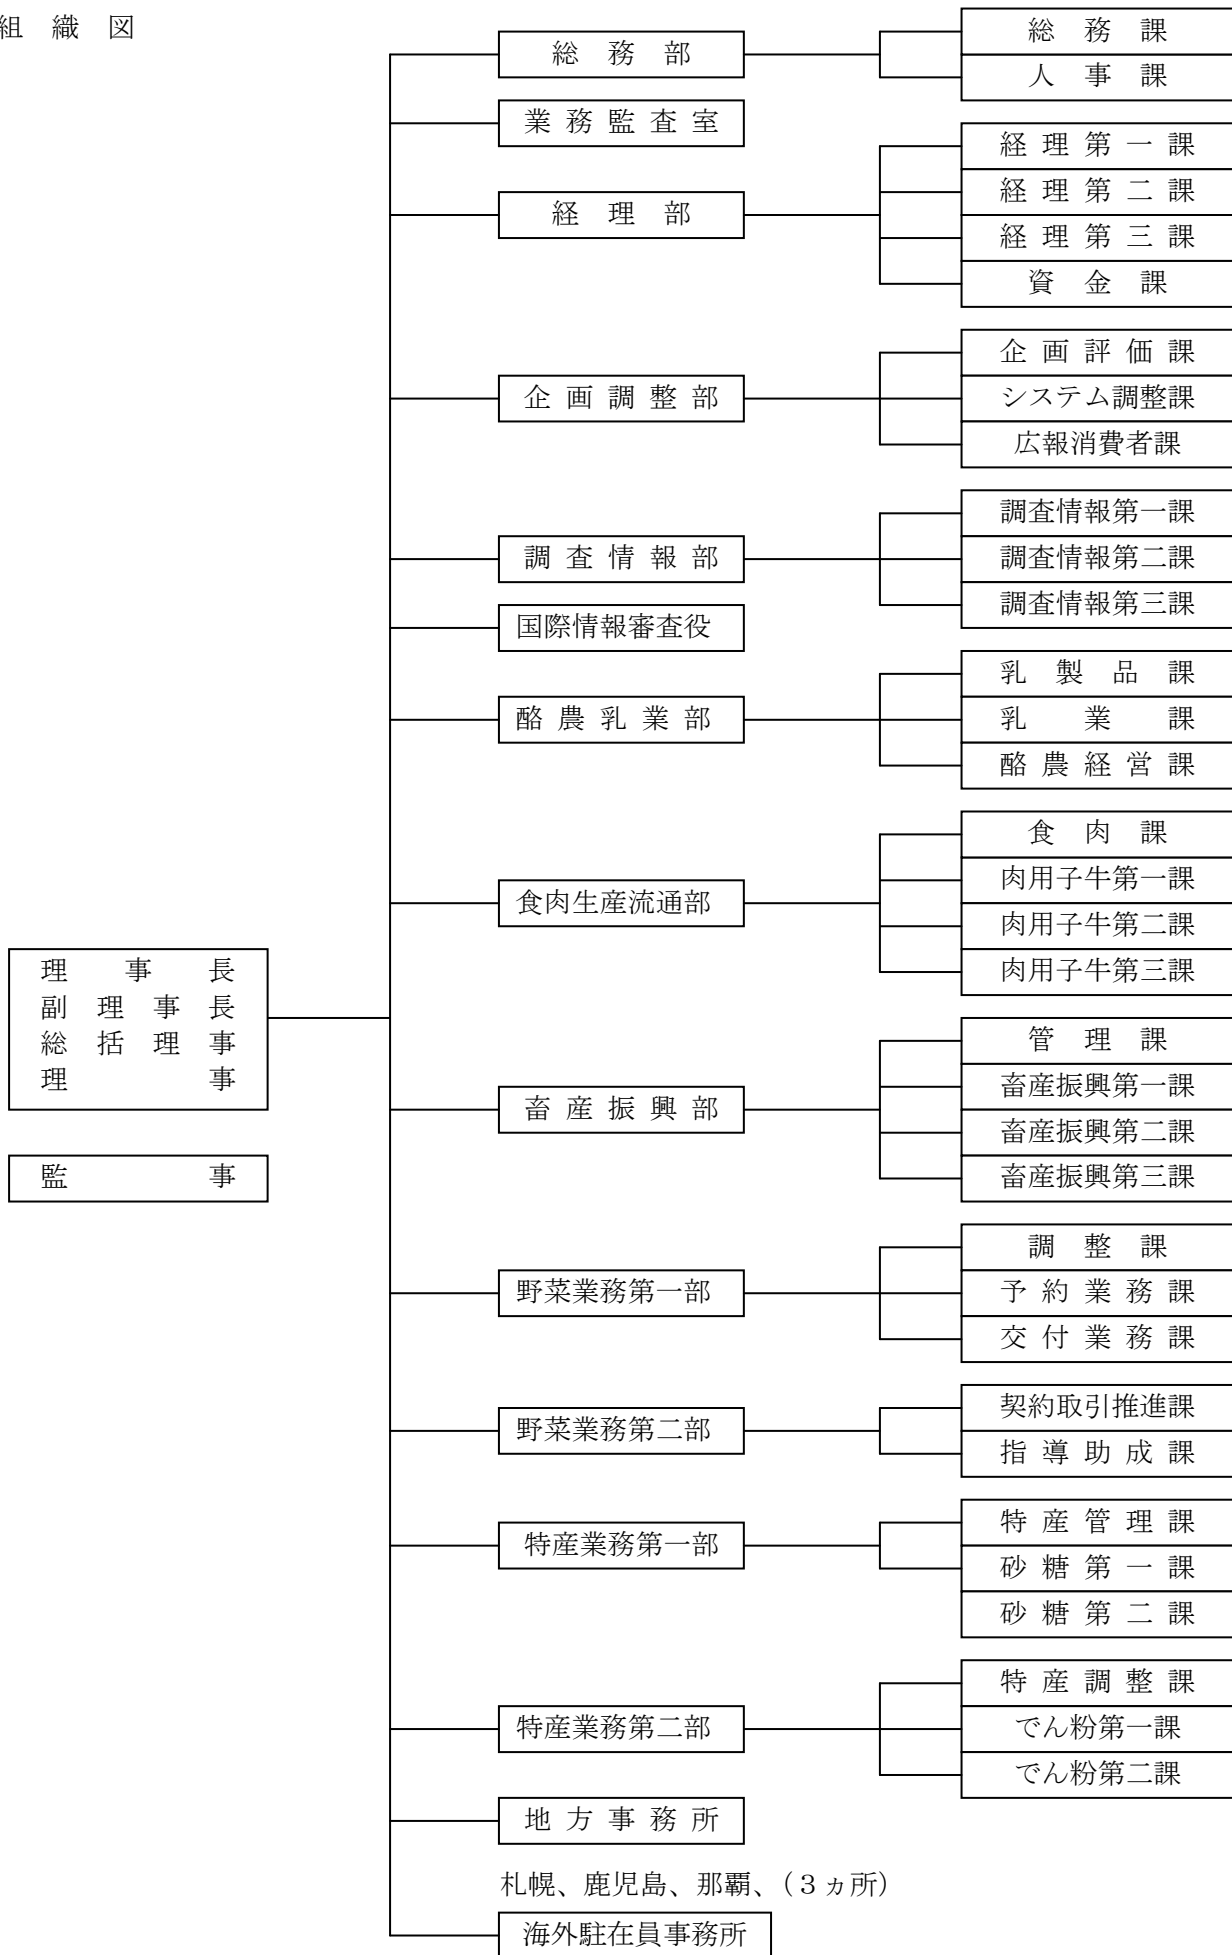 組織図
総務部
総務課
人事課
業務監査室
経理部
経理第一課
経理第二課
経理第三課
資金課
企画調整部
企画評価課
システム調整課
広報消費者課
調査情報部
調査情報第一課
調査情報第二課
調査情報第三課
国際情報審査役
酪農乳業部
乳製品課
乳業課
酪農経営課
食肉生産流通部
食肉課
肉用子牛第一課
肉用子牛第二課
肉用子牛第三課
理事長
副理事長
総括理事
理事
監事
畜産振興部
管理課
畜産振興第一課
畜産振興第二課
畜産振興第三課
野菜業務第一部
調整課
予約業務課
交付業務課
野菜業務第二部
契約取引推進課
指導助成課
特産業務第一部
特産管理課
砂糖第一課
砂糖第二課
特産業務第二部
特産調整課
でん粉第一課
でん粉第二課
地方事務所
札幌、鹿児島、那覇、（３ヵ所）
海外駐在員事務所